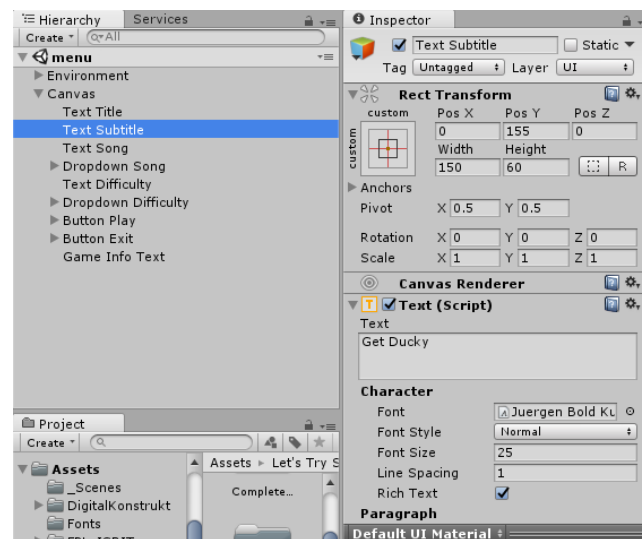 Hierarchy
Services
Create
All
menu
Environment
Canvas
Text Title
Text Subtitle
Text Song
Dropdown Song
Text Difficulty
Dropdown Difficulty
Button Play
Button Exit
Game Info Text
Project
Create
Assets
_Scenes
DigitalKonstrukt
Fonts
Assets Let's Try S
Complete...
Inspector
Text Subtitle Static
Tag Untagged Layer UI
Rect Transform
custom Pos X Pos Y Pos Z
custom
0 155 0
Width Height
150 60 R
Anchors
Pivot X 0.5 Y 0.5
Rotation X 0 Y 0 Z 0
Scale X 1 Y 1 Z 1
Canvas Renderer
T Text (Script)
Text
Get Ducky
Character
Font Juergen Bold Ku
Font Style Normal
Font Size 25
Line Spacing 1
Rich Text
Paragraph
Default UI Material